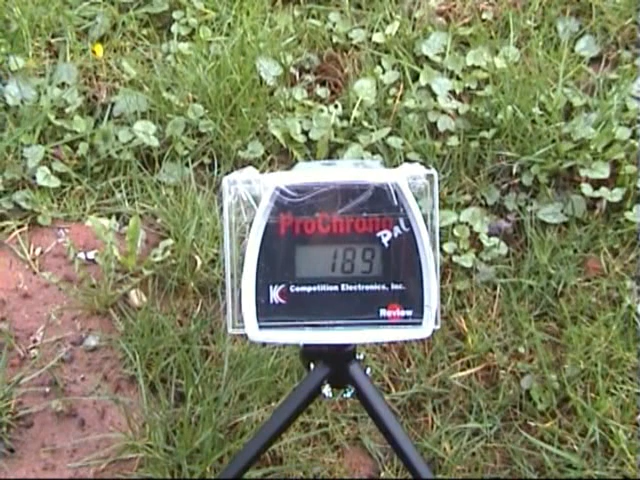 ProChrono
Pal
189
Competition Electronics, Inc.
Review